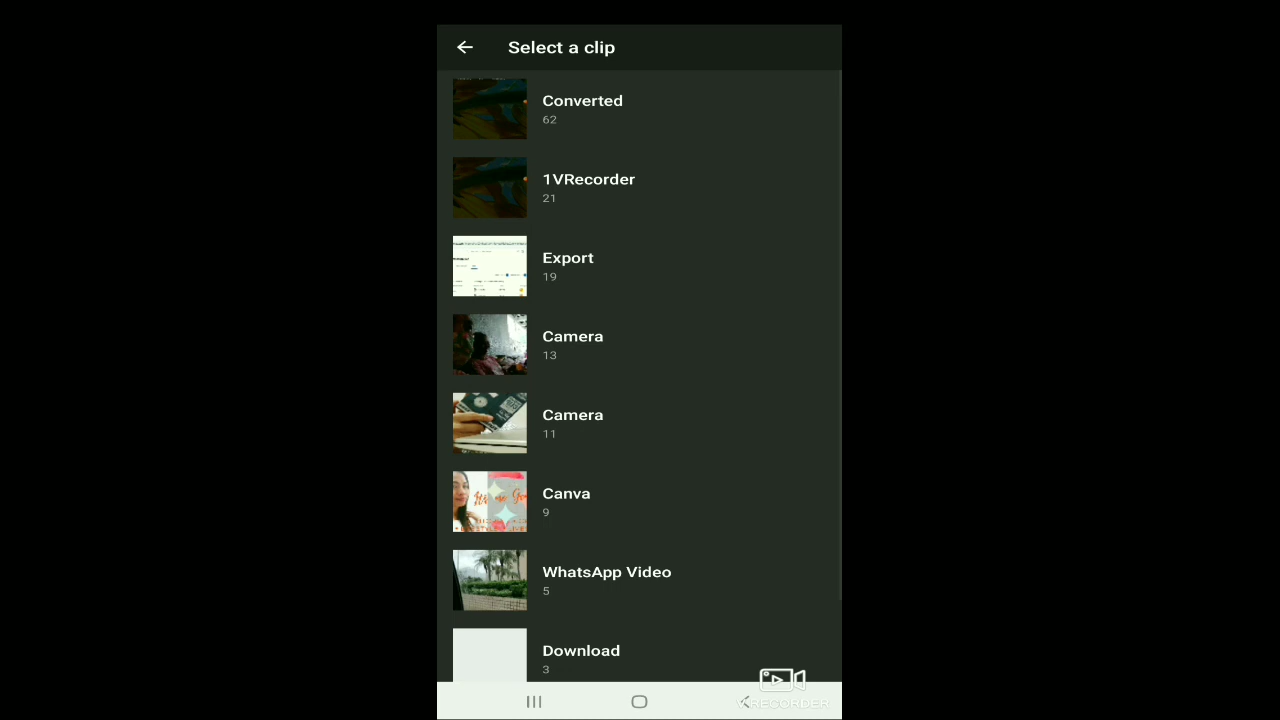 Select a clip
Converted
62
1VRecorder
21
Export
19
Camera
13
Camera
11
Canva
9
WhatsApp Video
5
Download
3
V.RECORDER